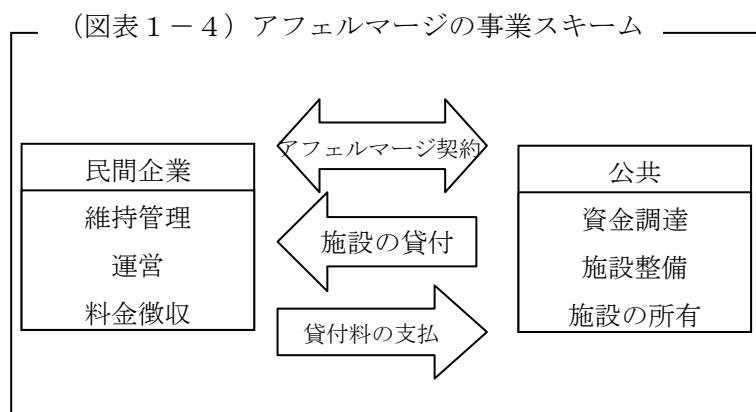 (図表1-4)アフェルマージの事業スキーム
アフェルマージ契約
民間企業
公共
維持管理
運営
料金徴収
施設の貸付
貸付料の支払
資金調達
施設整備
施設の所有